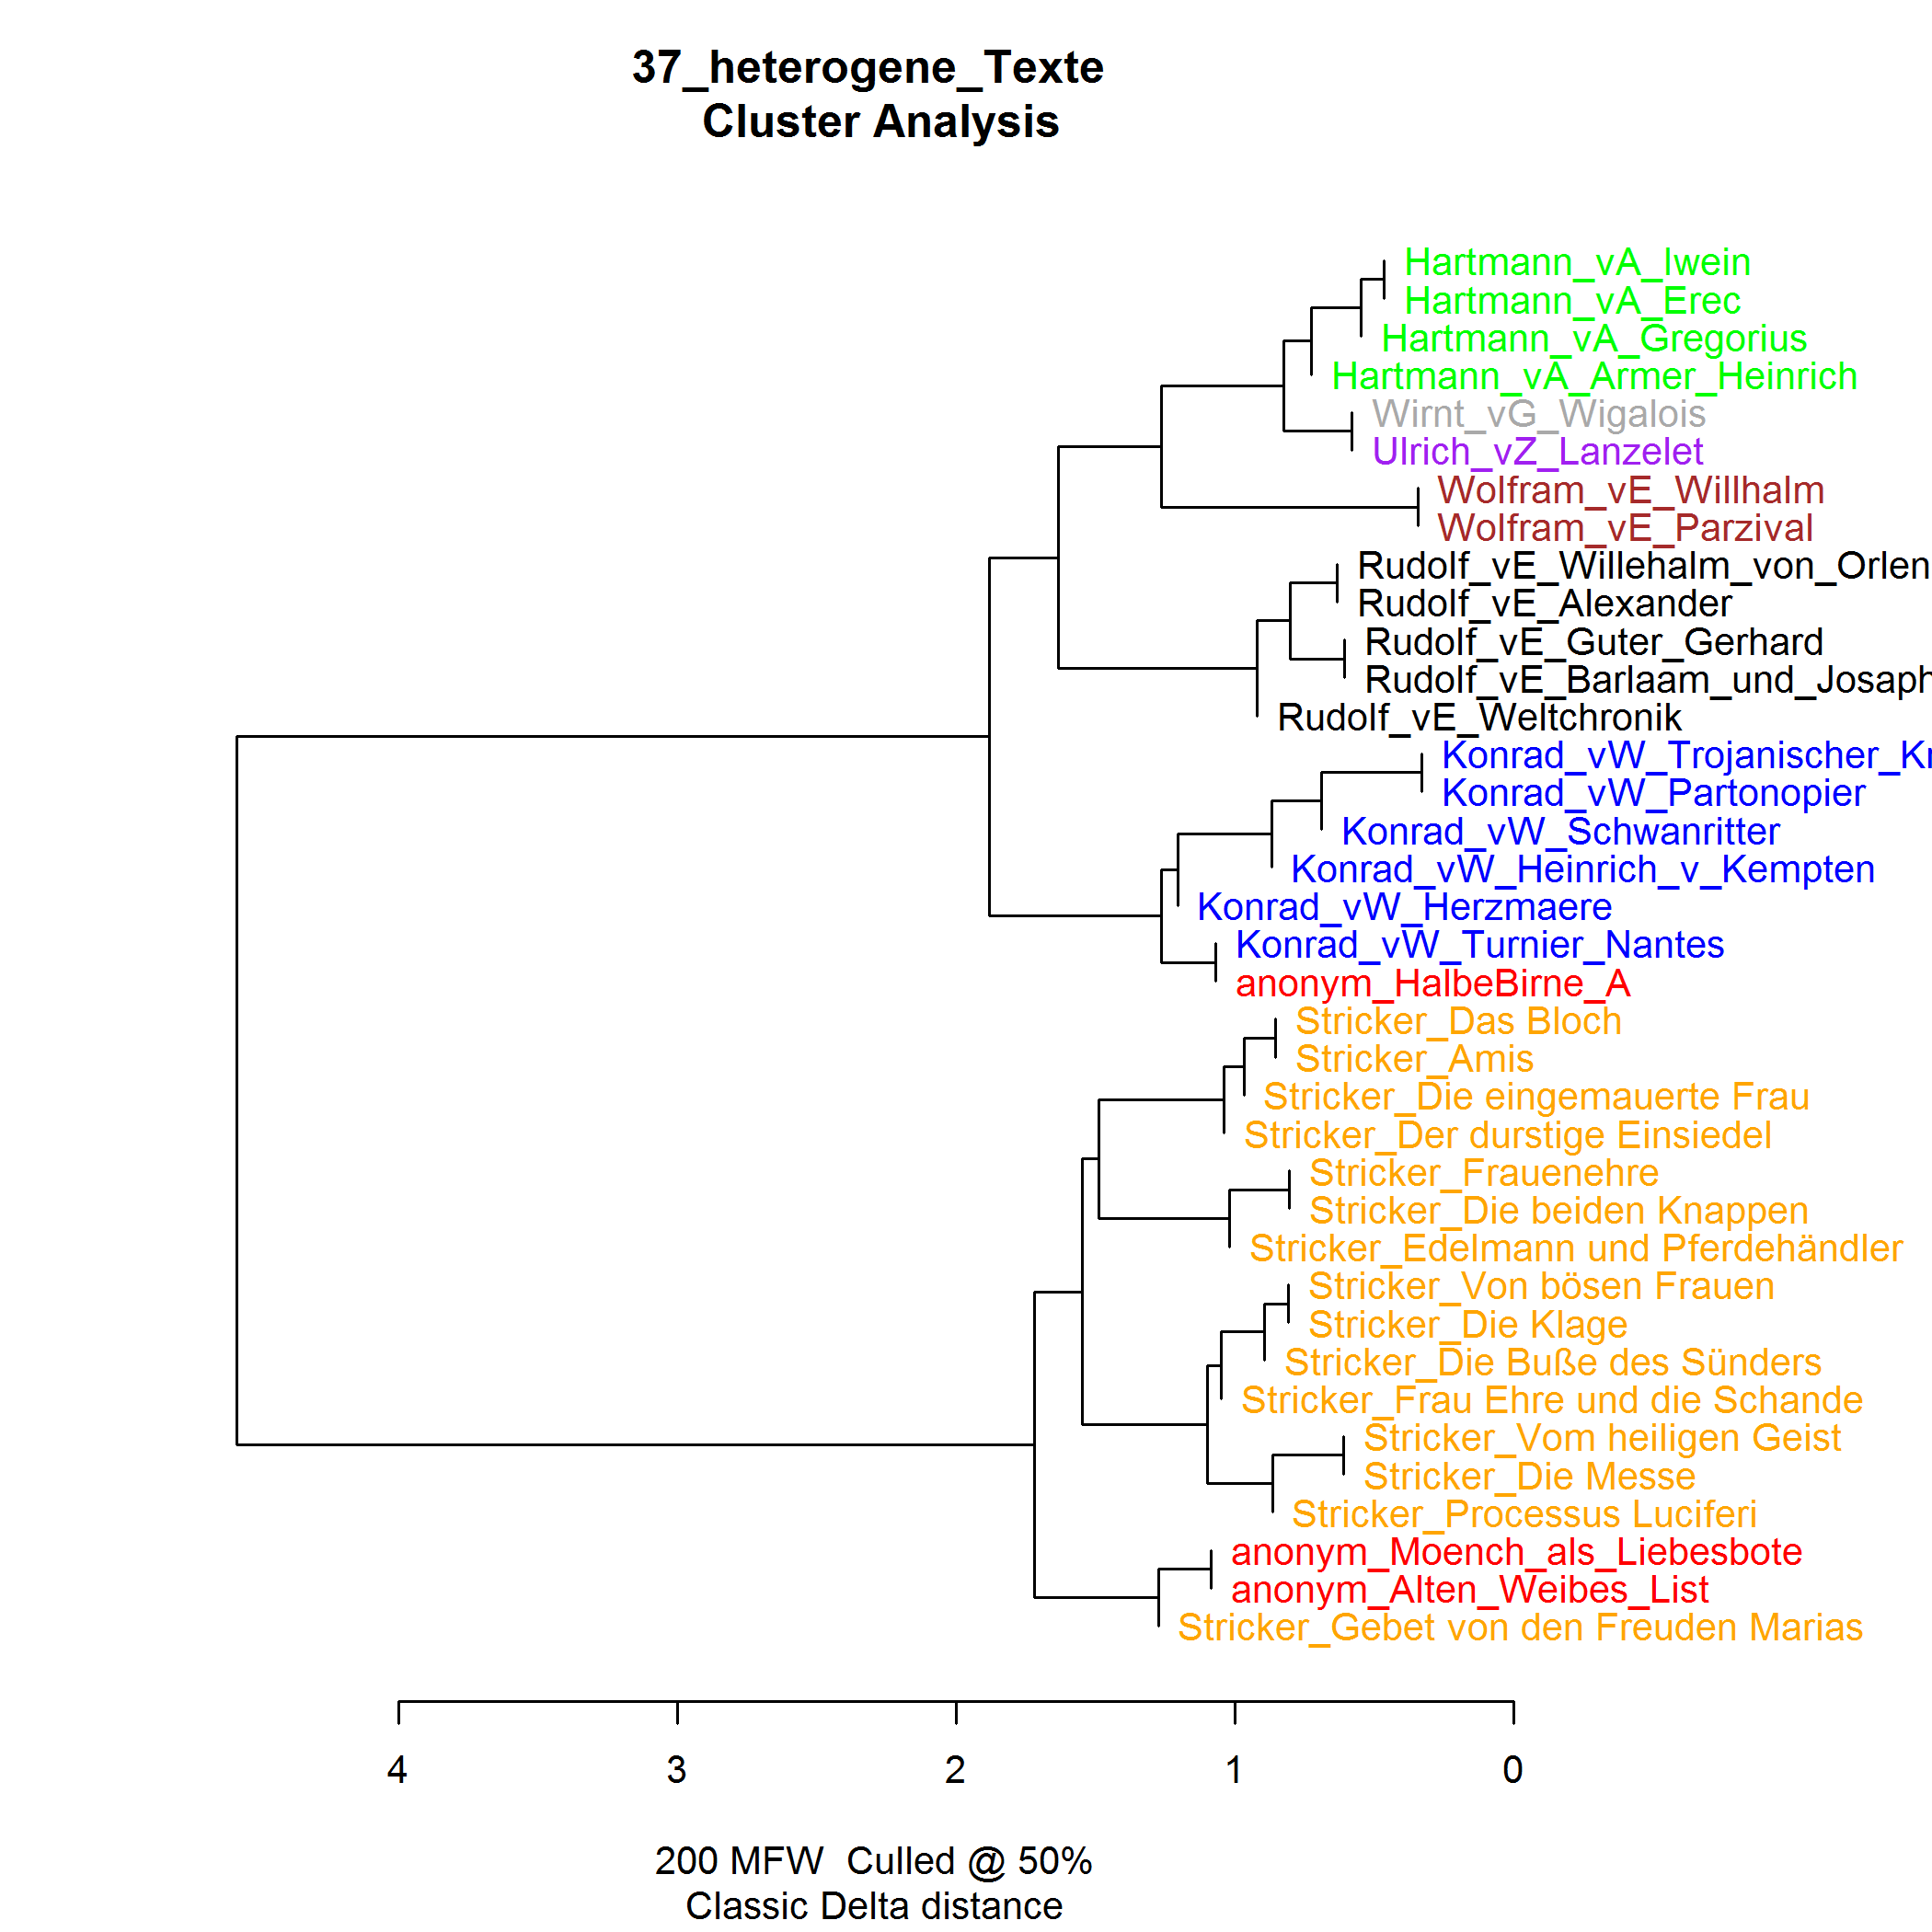 37_heterogene_Texte
Cluster Analysis
Hartmann_vA_Iwein
Hartmann_vA_Erec
Hartmann_vA_Gregorius
Hartmann_vA_Armer_Heinrich
Wirnt_vG_Wigalois
Ulrich_vZ_Lanzelet
Wolfram_vE_Willhalm
Wolfram_vE_Parzival
Rudolf_vE_Willehalm_von_Orlen
Rudolf_vE_Alexander
Rudolf_vE_Guter_Gerhard
Rudolf_vE_Barlaam_und_Josaph
Rudolf_vE_Weltchronik
Konrad_vW_Trojanischer_Kr
Konrad_vW_Partonopier
Konrad_vW_Schwanritter
Konrad_vW_Heinrich_v_Kempten
Konrad_vW_Herzmaere
Konrad_vW_Turnier_Nantes
anonym_HalbeBirne_A
Stricker_Das Bloch
Stricker_Amis
Stricker_Die eingemauerte Frau
Stricker_Der durstige Einsiedel
Stricker_Frauenehre
Stricker_Die beiden Knappen
Stricker_Edelmann und Pferdehändler
Stricker_Von bösen Frauen
Stricker_Die Klage
Stricker_Die Buße des Sünders
Stricker_Frau Ehre und die Schande
Stricker_Vom heiligen Geist
Stricker_Die Messe
Stricker_Processus Luciferi
anonym_Moench_als_Liebesbote
anonym_Alten_Weibes_List
Stricker_Gebet von den Freuden Marias
4 3 2 1 0
200 MFW  Culled @ 50%
Classic Delta distance